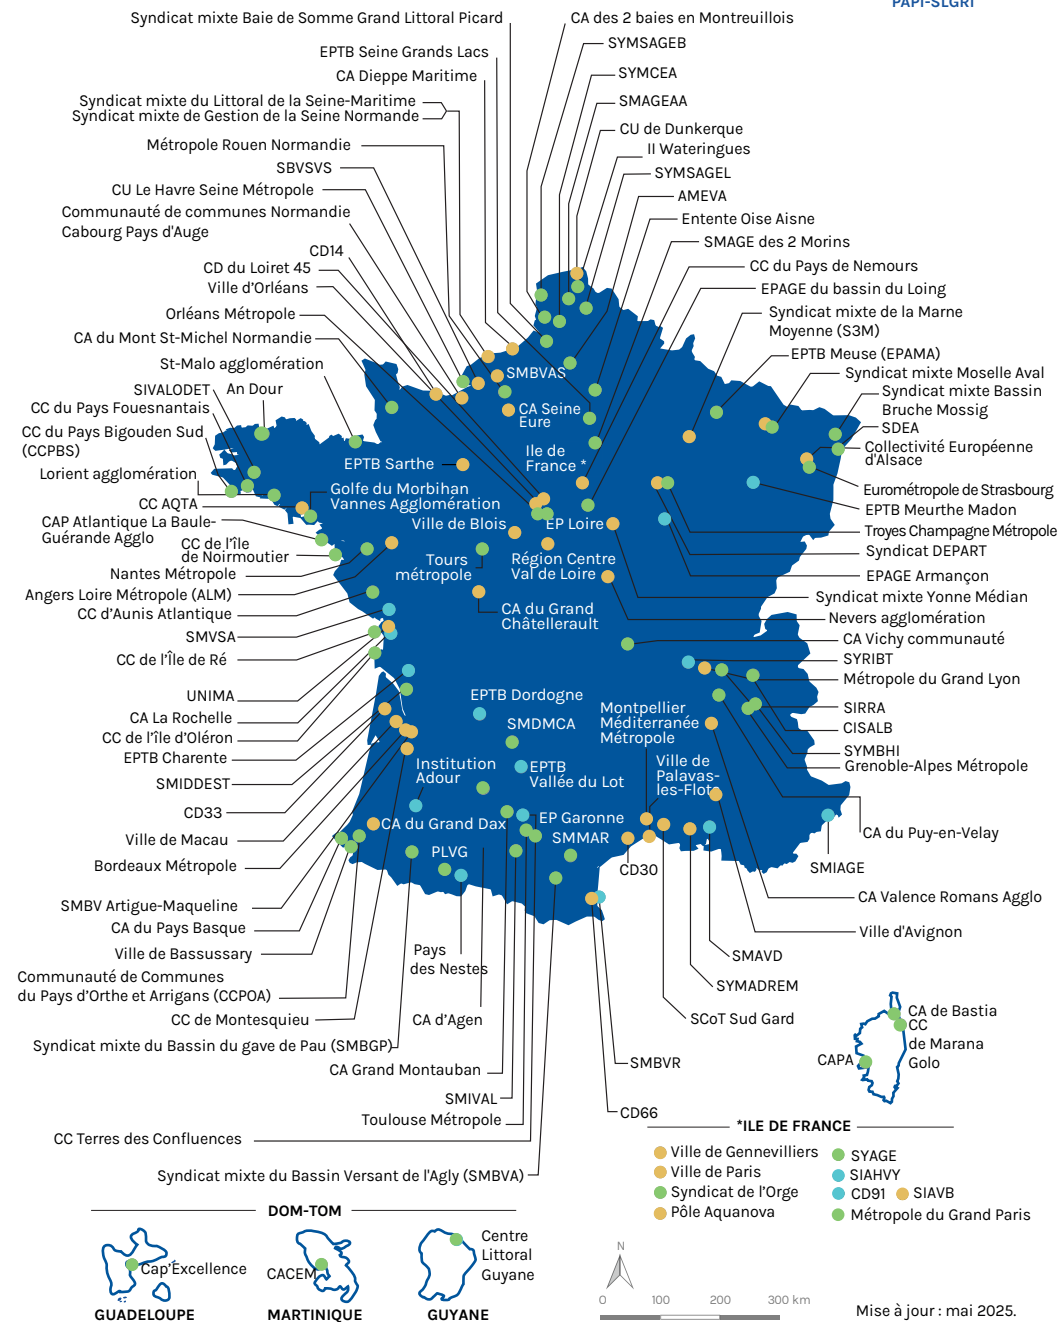 PAPI-SLGRI
Syndicat mixte Baie de Somme Grand Littoral Picard
EPTB Seine Grands Lacs
CA Dieppe Maritime
Syndicat mixte du Littoral de la Seine-Maritime
Syndicat mixte de Gestion de la Seine Normande
Métropole Rouen Normandie
SBVSVS
CU Le Havre Seine Métropole
Communauté de communes Normandie
Cabourg Pays d'Auge
CD14
CD du Loiret 45
Ville d'Orléans
Orléans Métropole
CA du Mont St-Michel Normandie
St-Malo agglomération
SIVALODET
An Dour
CC du Pays Fouesnantais
CC du Pays Bigouden Sud
(CCPBS)
Lorient agglomération
CC AQTA
CAP Atlantique La Baule-
Guérande Agglo
CC de l'île
de Noirmoutier
Nantes Métropole
Angers Loire Métropole (ALM)
CC d'Aunis Atlantique
SMVSA
CC de l'Île de Ré
UNIMA
CA La Rochelle
CC de l'île d'Oléron
EPTB Charente
SMIDDEST
CD33
Ville de Macau
Bordeaux Métropole
SMBV Artigue-Maqueline
CA du Pays Basque
Ville de Bassussary
Communauté de Communes
du Pays d'Orthe et Arrigans (CCPOA)
CC de Montesquieu
Syndicat mixte du Bassin du gave de Pau (SMBGP)
CA Grand Montauban
SMIVAL
Toulouse Métropole
CC Terres des Confluences
Syndicat mixte du Bassin Versant de l'Agly (SMBVA)
CA des 2 baies en Montreuillois
SYMSAGEB
SYMCEA
SMAGEAA
CU de Dunkerque
II Wateringues
SYMSAGEL
AMEVA
Entente Oise Aisne
SMAGE des 2 Morins
CC du Pays de Nemours
EPAGE du bassin du Loing
Syndicat mixte de la Marne
Moyenne (S3M)
EPTB Meuse (EPAMA)
Syndicat mixte Moselle Aval
Syndicat mixte Bassin
Bruche Mossig
SDEA
Collectivité Européenne
d'Alsace
Eurométropole de Strasbourg
EPTB Meurthe Madon
Troyes Champagne Métropole
Syndicat DEPART
EPAGE Armançon
Syndicat mixte Yonne Médian
Nevers agglomération
CA Vichy communauté
SYRIBT
Métropole du Grand Lyon
SIRRA
CISALB
SYMBHI
Grenoble-Alpes Métropole
CA du Puy-en-Velay
SMIAGE
CA Valence Romans Agglo
Ville d'Avignon
SMAVD
SYMADREM
SCoT Sud Gard
SMBVR
CD66
SMBVAS
CA Seine
Eure
Ile de
France *
EPTB Sarthe
Golfe du Morbihan
Vannes Agglomération
Ville de Blois
EP Loire
Tours
métropole
Région Centre
Val de Loire
CA du Grand
Châtellerault
EPTB Dordogne
SMDMCA
Montpellier
Méditerranée
Métropole
Ville de
Palavas-
les-Flots
Institution
Adour
EPTB
Vallée du Lot
CA du Grand Dax
EP Garonne
SMMAR
PLVG
CD30
Pays
des Nestes
CA d'Agen
CA de Bastia
CC
de Marana
Golo
CAPA
*ILE DE FRANCE
Ville de Gennevilliers
Ville de Paris
Syndicat de l'Orge
Pôle Aquanova
SYAGE
SIAHVY
CD91
SIAVB
Métropole du Grand Paris
DOM-TOM
Cap'Excellence
GUADELOUPE
CACEM
MARTINIQUE
Centre
Littoral
Guyane
GUYANE
N
0 100 200 300 km
Mise à jour : mai 2025.